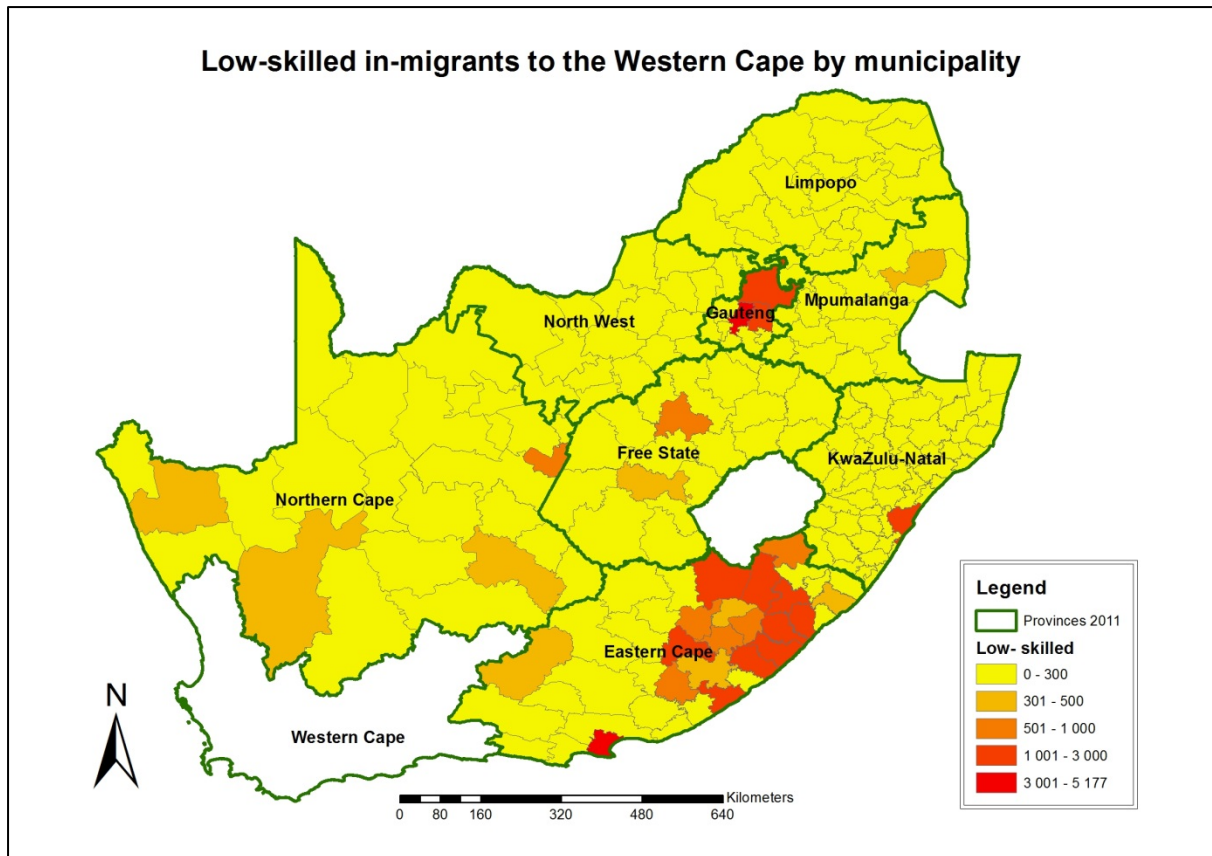 Low-skilled in-migrants to the Western Cape by municipality
Limpopo
Mpumalanga
Gauteng
North West
Free State
KwaZulu-Natal
Northern Cape
Eastern Cape
Western Cape
N
Kilometers
0 80 160 320 480 640
Legend
Provinces 2011
Low- skilled
0 - 300
301 - 500
501 - 1 000
1 001 - 3 000
3 001 - 5 177